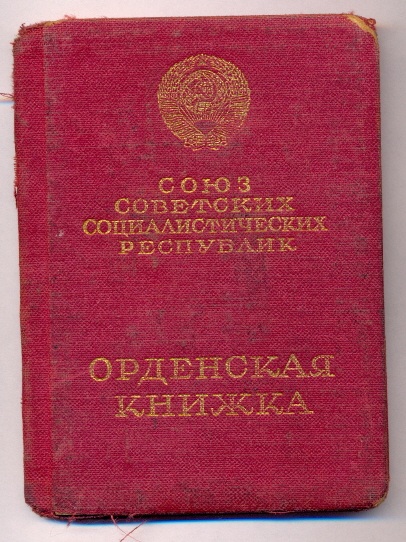 СОЮЗ
СОВЕТСКИХ
СОЦИАЛИСТИЧЕСКИХ
РЕСПУБЛИК
ОРДЕНСКАЯ
КНИЖКА